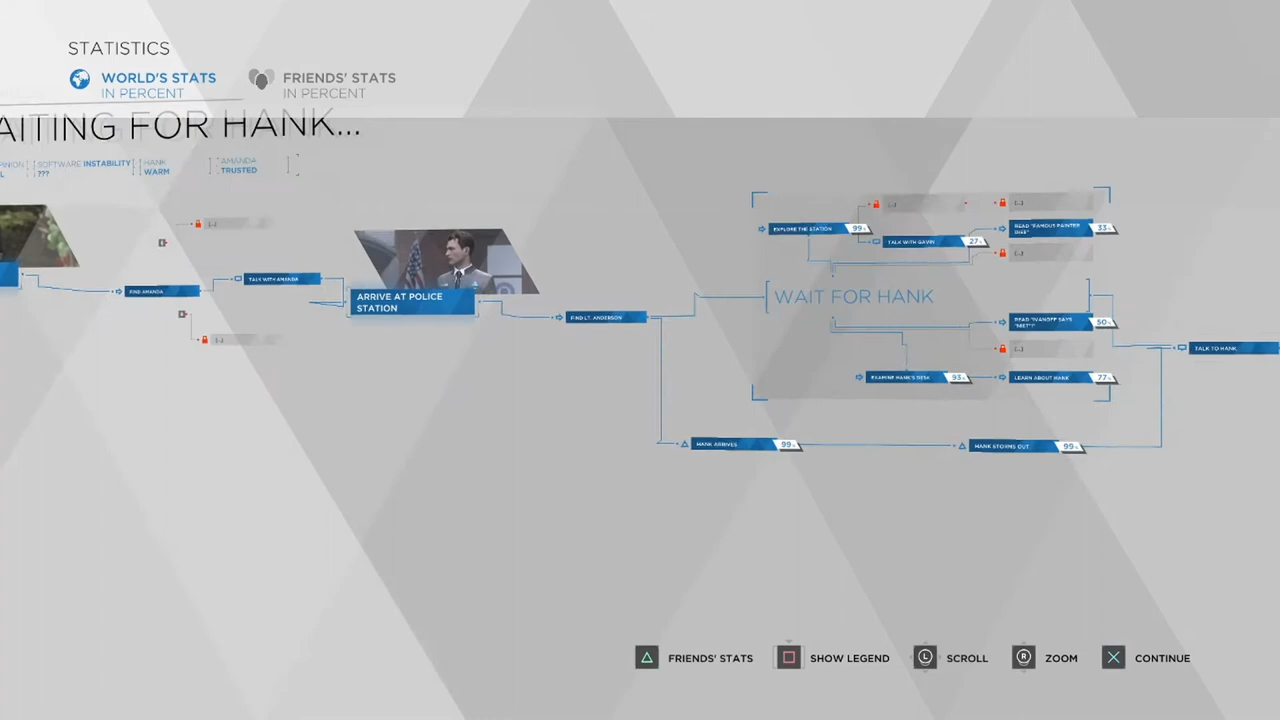 STATISTICS
WORLD'S STATS
IN PERCENT
FRIENDS' STATS
IN PERCENT
AITING FOR HANK...
SOFTWARE INSTABILITY
???
HANK
WARM
AMANDA
TRUSTED
[...]
[...]
FIND AMANDA
TALK WITH AMANDA
ARRIVE AT POLICE
STATION
FIND LT. ANDERSON
EXPLORE THE STATION 99%
[...]
[...]
TALK WITH GAVIN 27%
33%
[...]
WAIT FOR HANK
50%
[...]
EXAMINE HANK'S DESK 93%
LEARN ABOUT HANK 77%
TALK TO HANK
HANK ARRIVES 99%
HANK STORMS OUT 99%
FRIENDS' STATS
SHOW LEGEND
L
SCROLL
R
ZOOM
CONTINUE